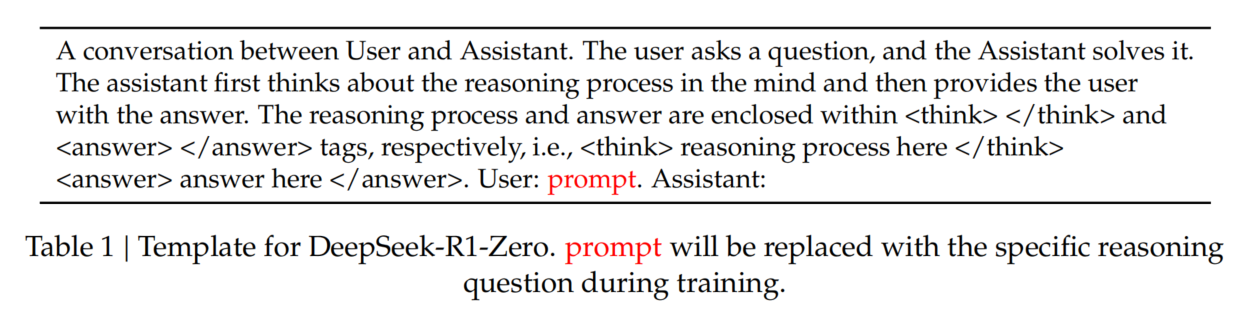 A conversation between User and Assistant. The user asks a question, and the Assistant solves it.
The assistant first thinks about the reasoning process in the mind and then provides the user
with the answer. The reasoning process and answer are enclosed within <think> </think> and
<answer> </answer> tags, respectively, i.e., <think> reasoning process here </think>
<answer> answer here </answer>. User: prompt. Assistant:
Table 1 | Template for DeepSeek-R1-Zero. prompt will be replaced with the specific reasoning
question during training.